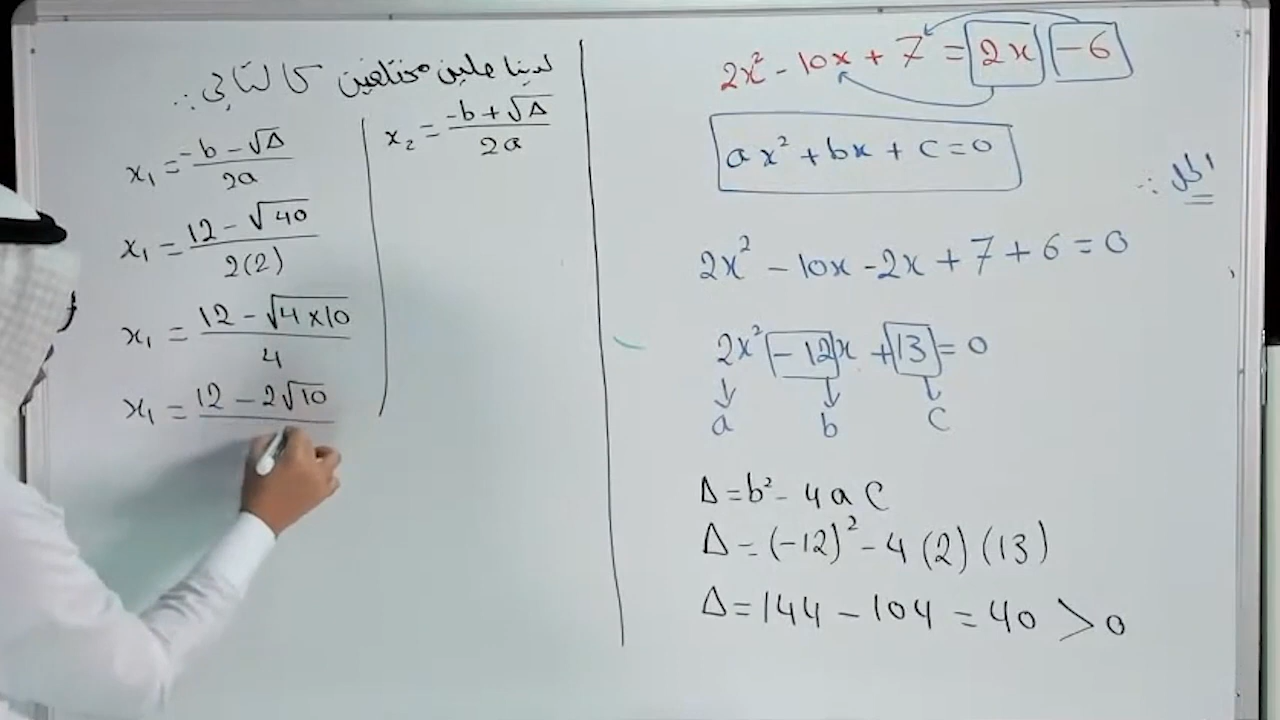 2x² - 10x + 7 = 2x - 6
ax² + bx + c = 0
الحل :.
2x² - 10x - 2x + 7 + 6 = 0
2x² - 12x + 13 = 0
a b c
Δ = b² - 4ac
Δ = (-12)² - 4(2)(13)
Δ = 144 - 104 = 40 > 0
لدينا حلين مختلفين كالتالي :.
x₁ = (-b - √Δ) / 2a
x₁ = (12 - √40) / 2(2)
x₁ = (12 - √(4×10)) / 4
x₁ = 12 - 2√10
x₂ = (-b + √Δ) / 2a